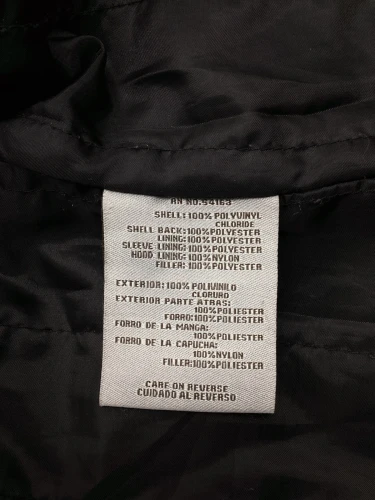 RN NO.54163
SHELL:100% POLYVINYL
CHLORIDE
SHELL BACK:100%POLYESTER
LINING:100%POLYESTER
SLEEVE LINING:100%POLYESTER
HOOD LINING:100%NYLON
FILLER:100%POLYESTER
EXTERIOR:100%POLIVINILO
CLORURO
EXTERIOR PARTE ATRAS:
100%POLIESTER
FORRO:100%POLIESTER
FORRO DE LA MANGA:
100%POLIESTER
FORRO DE LA CAPUCHA:
100%NYLON
FILLER:100%POLIESTER
CARE ON REVERSE
CUIDADO AL REVERSO